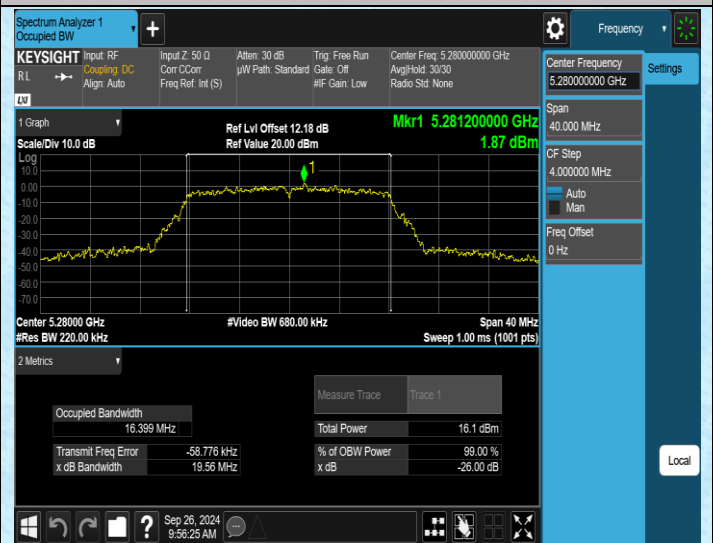 Spectrum Analyzer 1
Occupied BW
Frequency
KEYSIGHT
Input: RF
Input Z: 50 Ω
Atten: 30 dB
Trig: Free Run
Center Freq: 5.280000000 GHz
RL
Coupling: DC
Corr CCorr
µW Path: Standard
Gate: Off
Avg|Hold: 30/30
Align: Auto
Freq Ref: Int (S)
#IF Gain: Low
Radio Std: None
LXI
1 Graph
Ref Lvl Offset 12.18 dB
Mkr1 5.281200000 GHz
Scale/Div 10.0 dB
Ref Value 20.00 dBm
1.87 dBm
Log
10.0
0.00
-10.0
-20.0
-30.0
-40.0
-50.0
-60.0
-70.0
1
Center 5.28000 GHz
#Video BW 680.00 kHz
Span 40 MHz
#Res BW 220.00 kHz
Sweep 1.00 ms (1001 pts)
2 Metrics
Measure Trace
Trace 1
Occupied Bandwidth
16.399 MHz
Total Power
16.1 dBm
Transmit Freq Error
-58.776 kHz
% of OBW Power
99.00 %
x dB Bandwidth
19.56 MHz
x dB
-26.00 dB
Center Frequency
5.280000000 GHz
Settings
Span
40.000 MHz
CF Step
4.000000 MHz
Auto
Man
Freq Offset
0 Hz
Local
?
Sep 26, 2024
9:56:25 AM